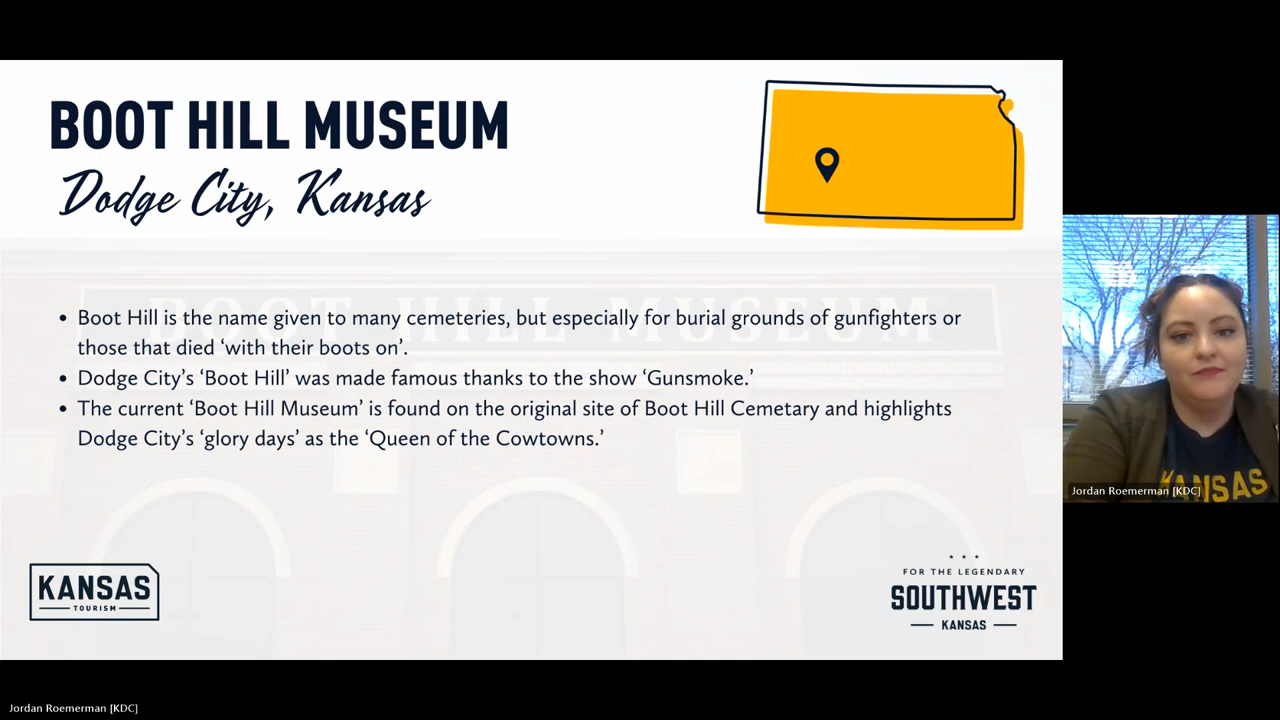 BOOT HILL MUSEUM
Dodge City, Kansas
BOOT HILL MUSEUM
• Boot Hill is the name given to many cemeteries, but especially for burial grounds of gunfighters or
those that died ‘with their boots on’.
• Dodge City’s ‘Boot Hill’ was made famous thanks to the show ‘Gunsmoke.’
• The current ‘Boot Hill Museum’ is found on the original site of Boot Hill Cemetary and highlights
Dodge City’s ‘glory days’ as the ‘Queen of the Cowtowns.’
KANSAS
TOURISM
FOR THE LEGENDARY
SOUTHWEST
KANSAS
KANSAS
Jordan Roemerman [KDC]
Jordan Roemerman [KDC]